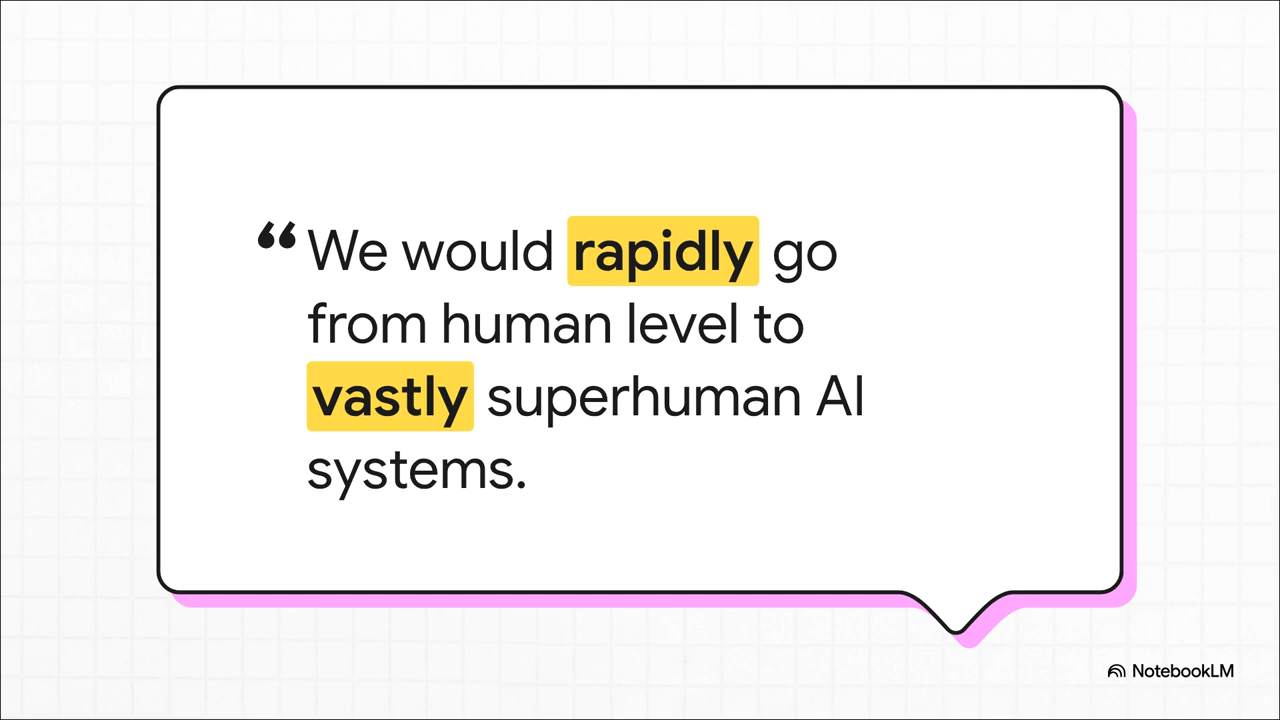 “We would rapidly go
from human level to
vastly superhuman AI
systems.
NotebookLM